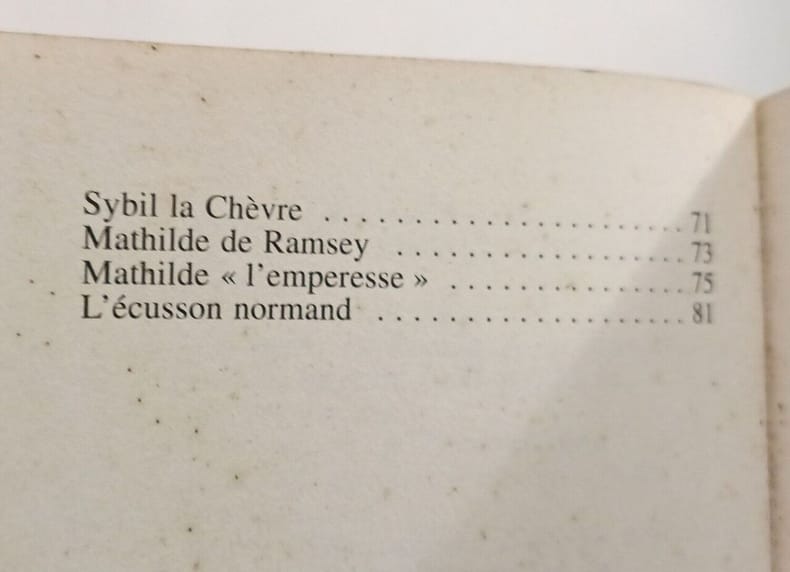 Sybil la Chèvre ........................ 71
Mathilde de Ramsey .................... 73
Mathilde « l'emperesse » ................ 75
L'écusson normand ..................... 81